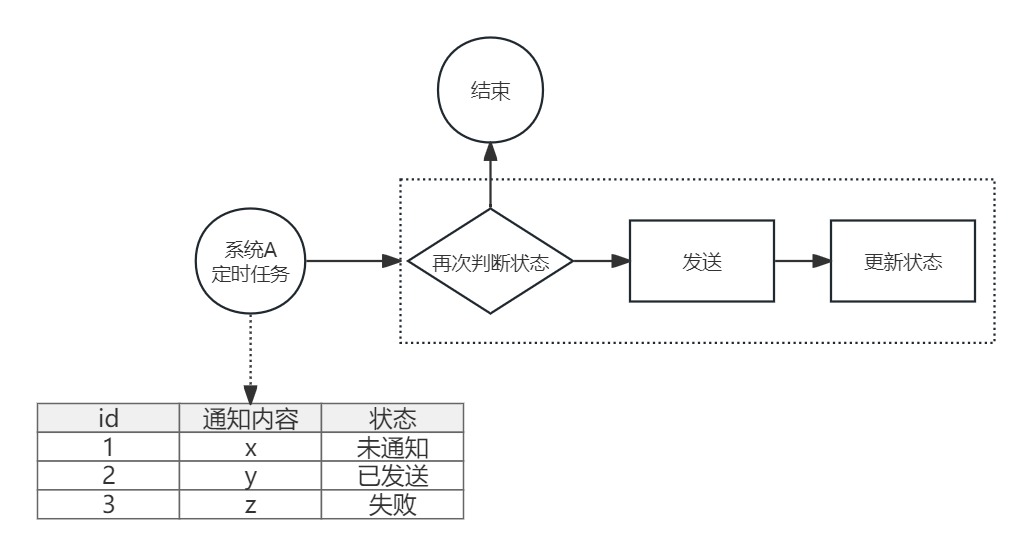 结束
系统A
定时任务
再次判断状态
发送
更新状态
id 通知内容 状态
1 x 未通知
2 y 已发送
3 z 失败